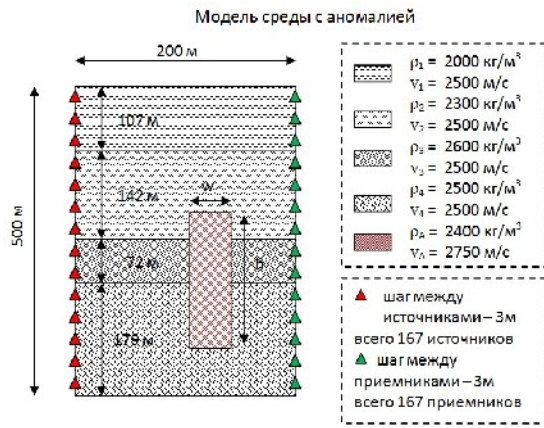 Модель среды с аномалией
200 м
500 м
107 м
142 м
w
72 м
h
179 м
ρ₁ = 2000 кг/м³
v₁ = 2500 м/с
ρ₂ = 2300 кг/м³
v₂ = 2500 м/с
ρ₃ = 2600 кг/м³
v₃ = 2500 м/с
ρ₄ = 2500 кг/м³
v₄ = 2500 м/с
ρA = 2400 кг/м³
vA = 2750 м/с
шаг между
источниками – 3м
всего 167 источников
шаг между
приемниками – 3м
всего 167 приемников